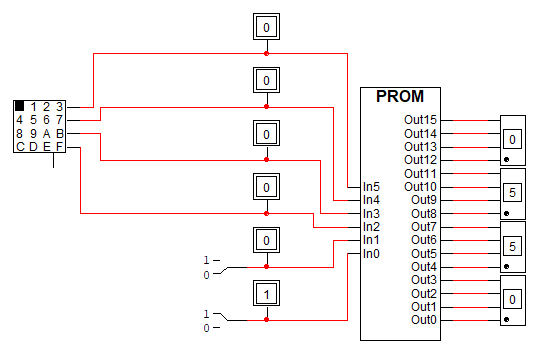 0
PROM
1 2 3
4 5 6 7
8 9 A B
C D E F
0
0
0
0
1
1
0
1
0
In5
In4
In3
In2
In1
In0
Out15
Out14
Out13
Out12
Out11
Out10
Out9
Out8
Out7
Out6
Out5
Out4
Out3
Out2
Out1
Out0
0
5
5
0